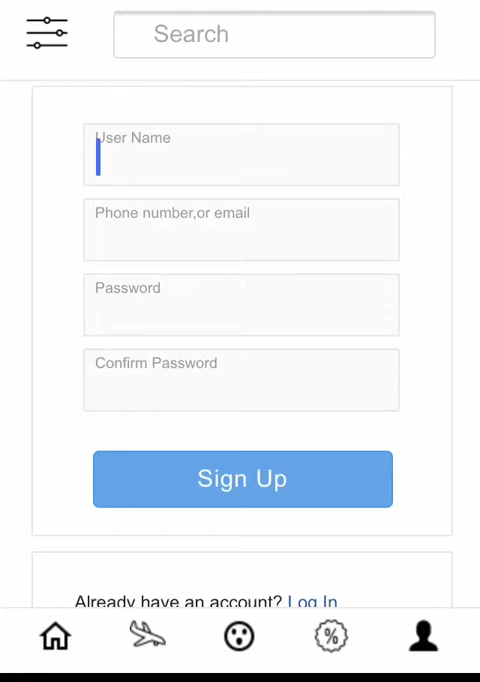 Search
User Name
Phone number,or email
Password
Confirm Password
Sign Up
Already have an account? Log In
%